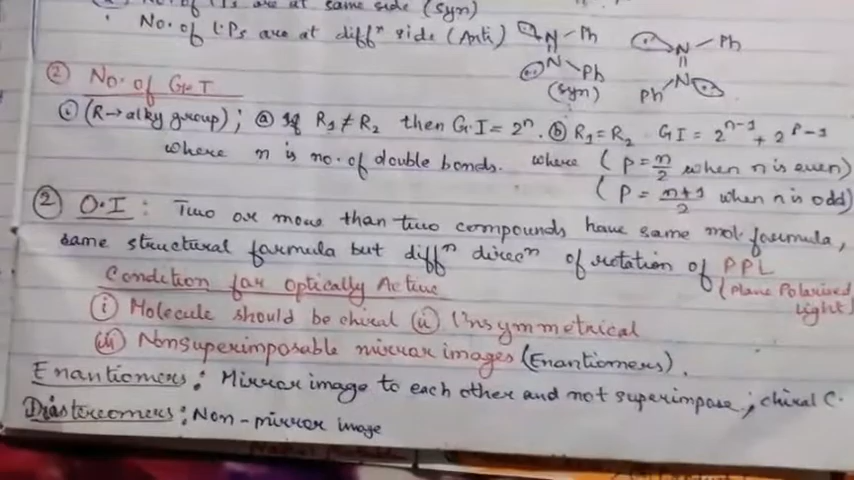 No. of l.Ps are at same side (Syn)
No. of l.Ps are at diffⁿ side (Anti)
N - Ph
N Ph
(Syn)
N - Ph
Ph N
② No. of G.I
ⓘ (R→alky group); ⓐ If R₁ ≠ R₂ then G.I = 2ⁿ. ⓑ R₁ = R₂ GI = 2ⁿ⁻¹ + 2ᵖ⁻¹
where n is no. of double bonds. where ( p = n/2 when n is even)
( p = n+1/2 when n is odd)
② O.I : Two or more than two compounds have same mol formula,
same structural formula but diffⁿ direcⁿ of rotation of PPL
(Plane Polarised Light)
Condition for Optically Active
(i) Molecule should be chiral (ii) Unsymmetrical
(iii) Nonsuperimposable mirror images (Enantiomers).
Enantiomers : Mirror image to each other and not superimpose; chiral C.
Diastereomers : Non-mirror image